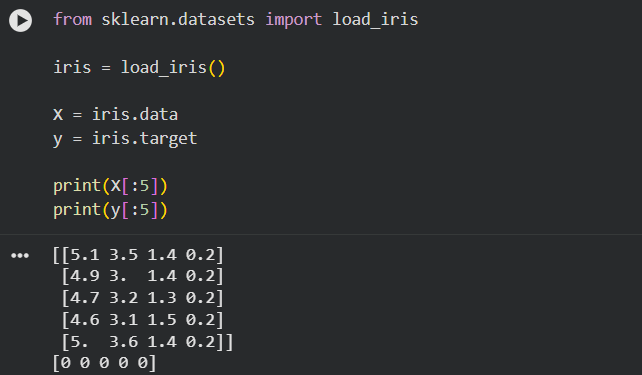 from sklearn.datasets import load_iris
iris = load_iris()
X = iris.data
y = iris.target
print(X[:5])
print(y[:5])
[[5.1 3.5 1.4 0.2]
 [4.9 3.  1.4 0.2]
 [4.7 3.2 1.3 0.2]
 [4.6 3.1 1.5 0.2]
 [5.  3.6 1.4 0.2]]
[0 0 0 0 0]